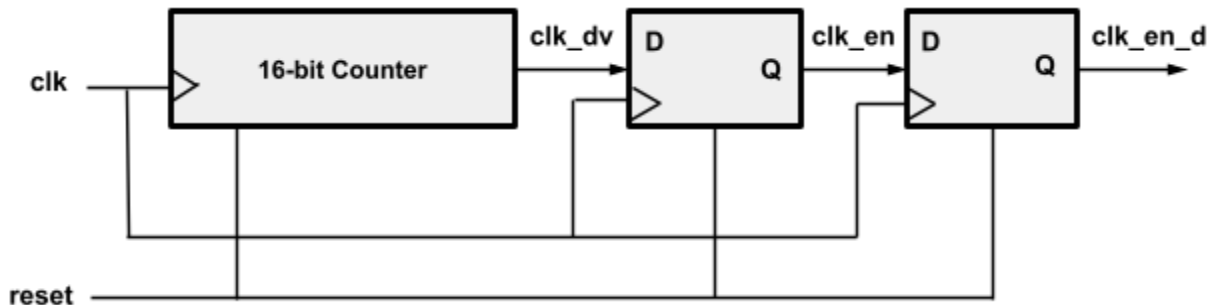 clk
16-bit Counter
clk_dv
D
Q
clk_en
D
Q
clk_en_d
reset